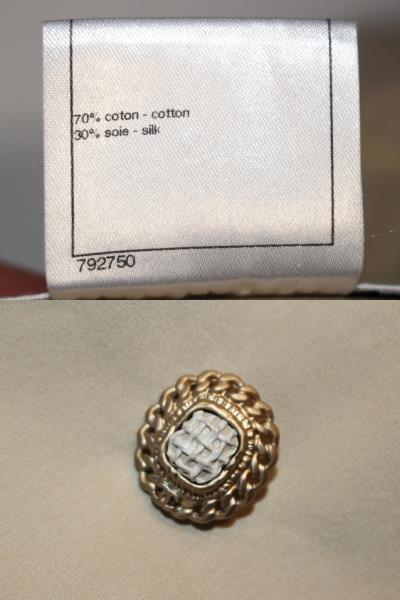 70% coton - cotton
30% soie - silk
792750